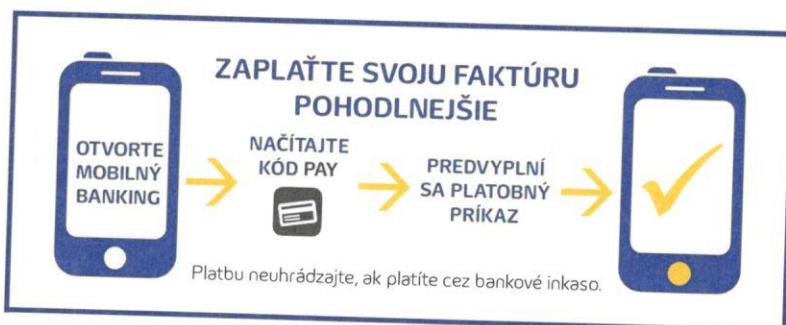 ZAPLAŤTE SVOJU FAKTÚRU
POHODLNEJŠIE
OTVORTE
MOBILNÝ
BANKING
NAČÍTAJTE
KÓD PAY
PREDVYPLNÍ
SA PLATOBNÝ
PRÍKAZ
Platbu neuhrádzajte, ak platíte cez bankové inkaso.